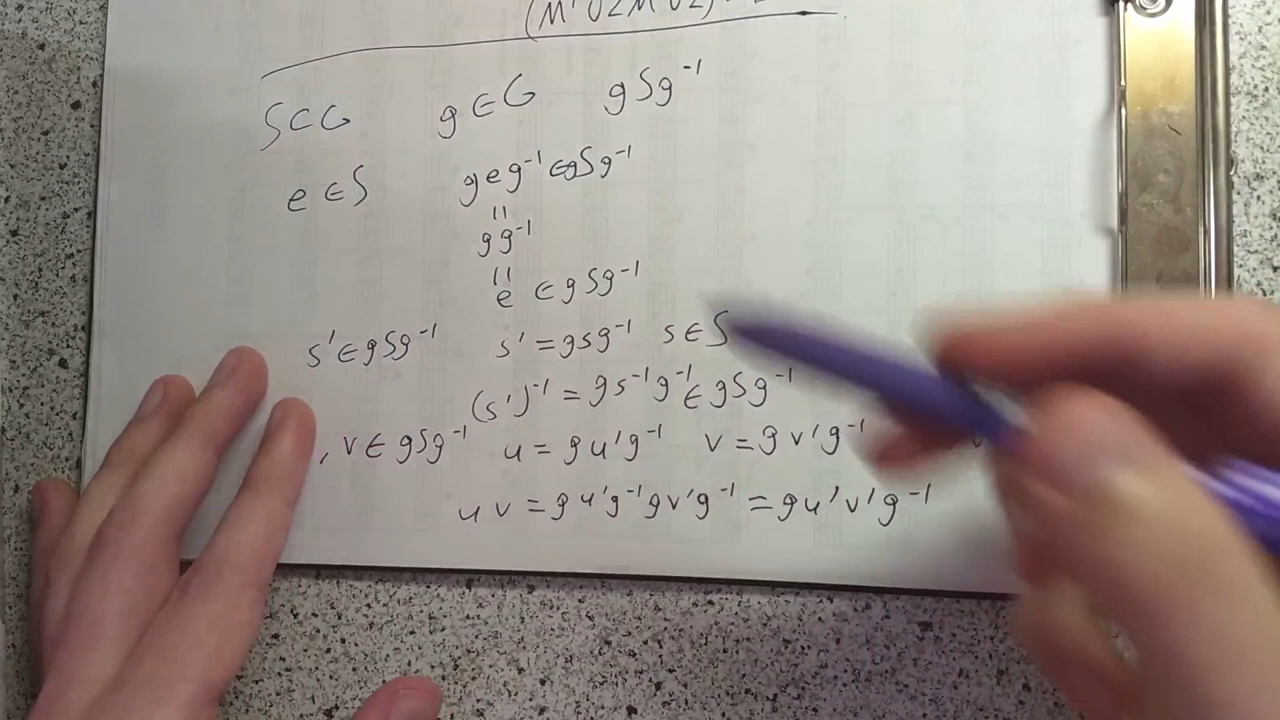 S⊂G g∈G gSg⁻¹
e∈S geg⁻¹∈gSg⁻¹
=
gg⁻¹
=
e ∈gSg⁻¹
s'∈gSg⁻¹ s'=gsg⁻¹ s∈S
(s')⁻¹=gs⁻¹g⁻¹∈gSg⁻¹
, v∈gSg⁻¹ u=gu'g⁻¹ v=gv'g⁻¹
uv=gu'g⁻¹gv'g⁻¹=gu'v'g⁻¹